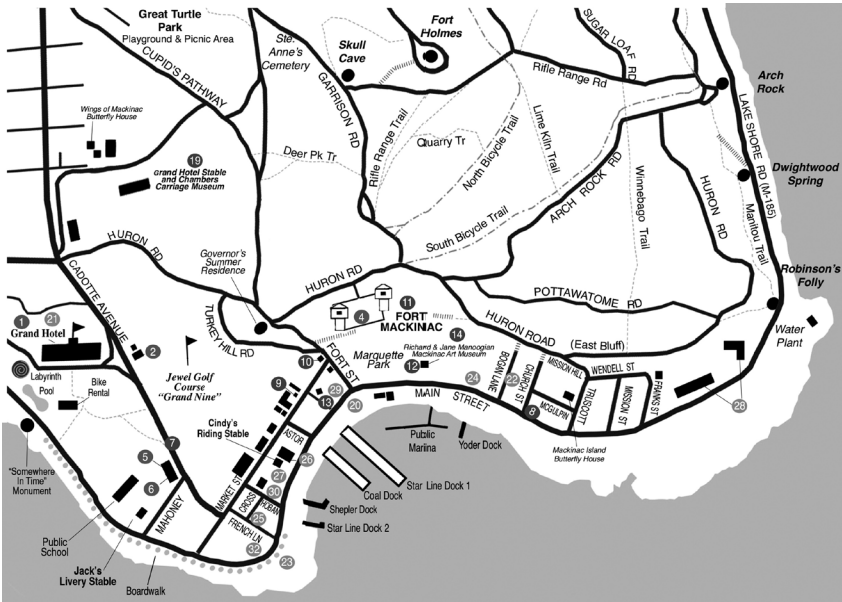 Great Turtle
Park
Playground & Picnic Area
CUPID'S PATHWAY
Ste.
Anne's
Cemetery
Skull
Cave
Fort
Holmes
SUGAR LOAF RD
Rifle Range Rd
Arch
Rock
GARRISON RD
Wings of Mackinac
Butterfly House
19
Grand Hotel Stable
and Chambers
Carriage Museum
Deer Pk Tr
Rifle Range Trail
Quarry Tr
North Bicycle Trail
Lime Kiln Trail
South Bicycle Trail
ARCH ROCK RD
Winnebago Trail
HURON RD
LAKE SHORE RD (M-185)
Manitou Trail
Dwightwood
Spring
Robinson's
Folly
Water
Plant
HURON RD
CADOTTE AVENUE
Governor's
Summer
Residence
HURON RD
TURKEY HILL RD
4
11
FORT
MACKINAC
POTTAWATOME RD
HURON ROAD
(East Bluff)
1
21
Grand Hotel
2
Labyrinth
Pool
Bike
Rental
Jewel Golf
Course
"Grand Nine"
10
FORT ST
Marquette
Park
14
Richard & Jane Manoogian
Mackinac Art Museum
12
9
13
29
20
MAIN
STREET
24
BOGAN LANE
22
CHURCH ST
8
MISSION HILL
McGULPIN
WENDELL ST
TRUSCOTT
MISSION ST
FRANKS ST
28
Mackinac Island
Butterfly House
Cindy's
Riding Stable
ASTOR
26
27
30
MARKET ST
CROSS
HOBAN
25
FRENCH LN
32
23
Public
Marina
Yoder Dock
Star Line Dock 1
Coal Dock
Shepler Dock
Star Line Dock 2
"Somewhere
In Time"
Monument
7
5
6
MAHONEY
Public
School
Jack's
Livery Stable
Boardwalk